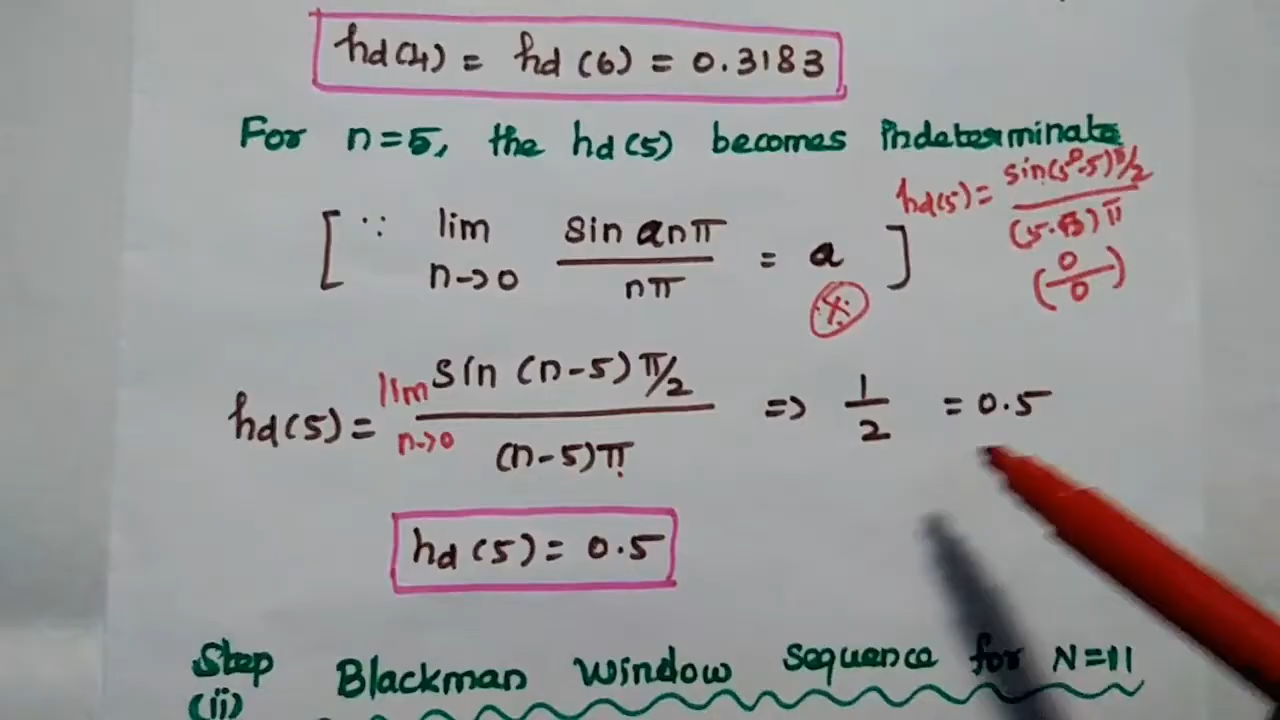 hd(4) = hd(6) = 0.3183
For n=5, the hd(5) becomes indeterminate
[ ∵ lim n→0 sin anπ / nπ = a ]
hd(5) = sin(5-5)π/2 / (5-5)π
(0/0)
hd(5) = lim n→0 sin (n-5) π/2 / (n-5)π => 1/2 = 0.5
hd(5) = 0.5
Step (ii) Blackman window sequence for N=11